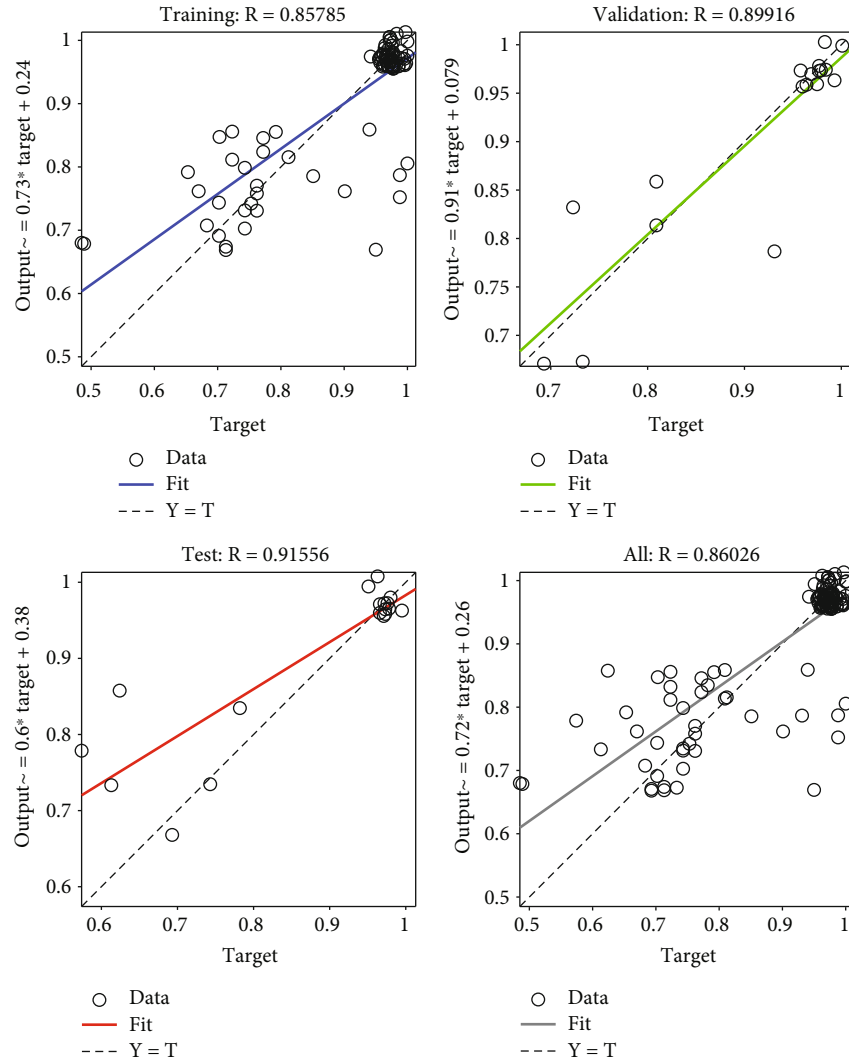 Training: R = 0.85785
Output~ = 0.73* target + 0.24
1
0.9
0.8
0.7
0.6
0.5
0.5 0.6 0.7 0.8 0.9 1
Target
Data
Fit
Y = T
Validation: R = 0.89916
Output~ = 0.91* target + 0.079
1
0.95
0.9
0.85
0.8
0.75
0.7
0.7 0.8 0.9 1
Target
Data
Fit
Y = T
Test: R = 0.91556
Output~ = 0.6* target + 0.38
1
0.9
0.8
0.7
0.6
0.6 0.7 0.8 0.9 1
Target
Data
Fit
Y = T
All: R = 0.86026
Output~ = 0.72* target + 0.26
1
0.9
0.8
0.7
0.6
0.5
0.5 0.6 0.7 0.8 0.9 1
Target
Data
Fit
Y = T